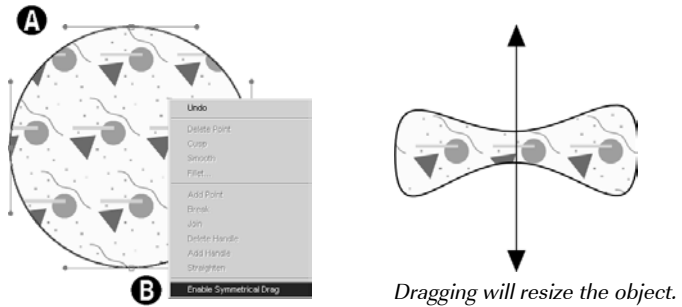 A
Undo
Delete Point
Cusp
Smooth
Fillet...
Add Point
Break
Join
Delete Handle
Add Handle
Straighten
B
Enable Symmetrical Drag
Dragging will resize the object.